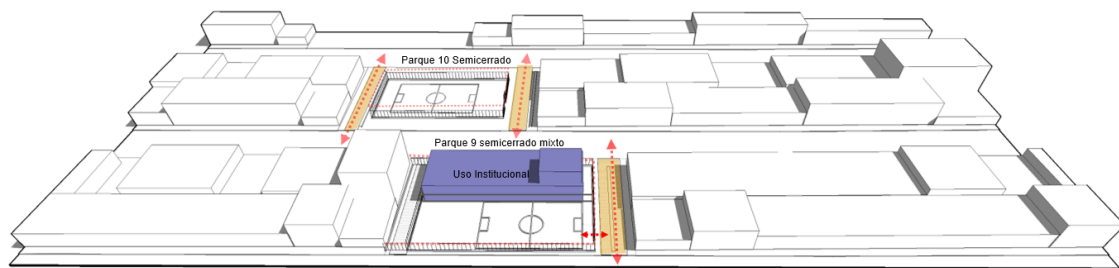 Parque 10 Semicerrado
Parque 9 semicerrado mixto
Uso Institucional